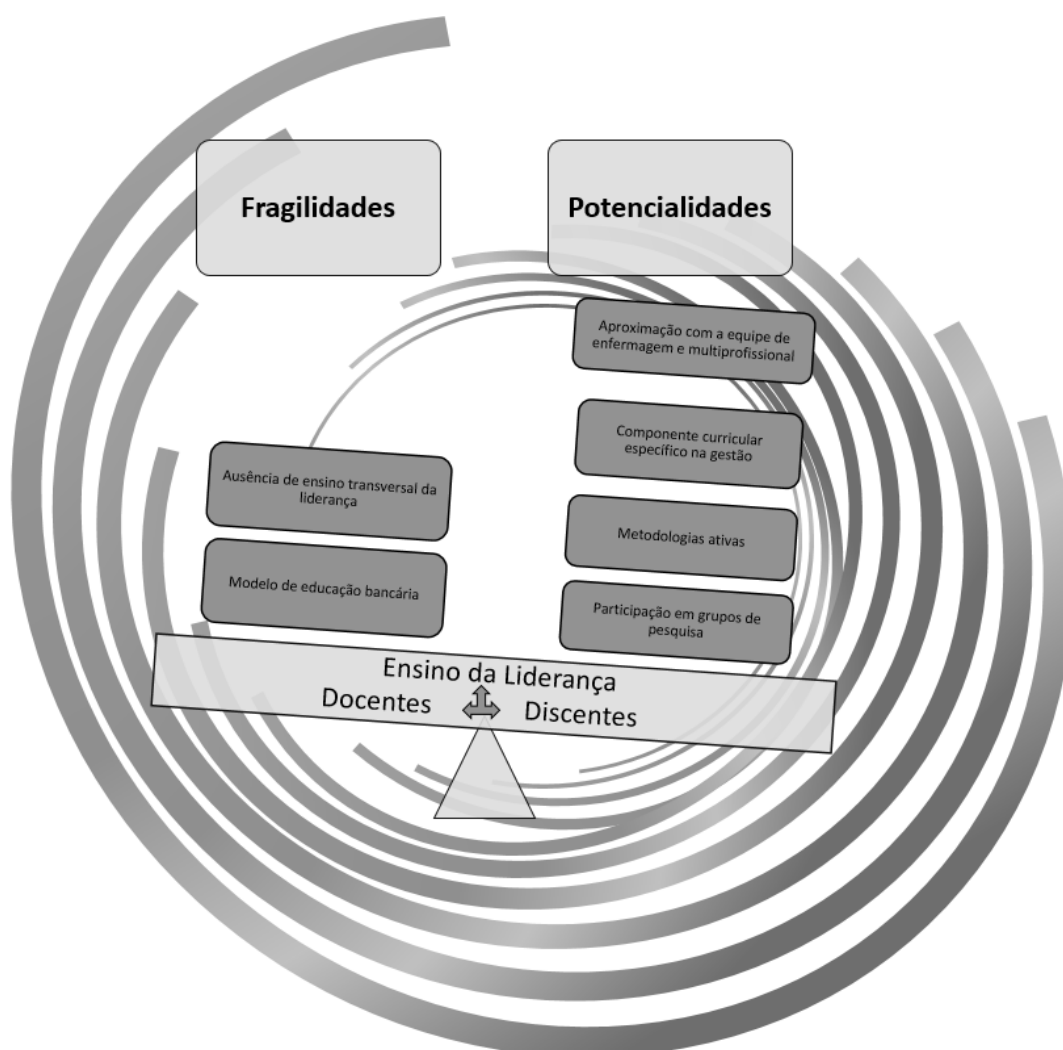 Fragilidades
Potencialidades
Aproximação com a equipe de
enfermagem e multiprofissional
Componente curricular
específico na gestão
Ausência de ensino transversal da
liderança
Metodologias ativas
Modelo de educação bancária
Participação em grupos de
pesquisa
Ensino da Liderança
Docentes
Discentes